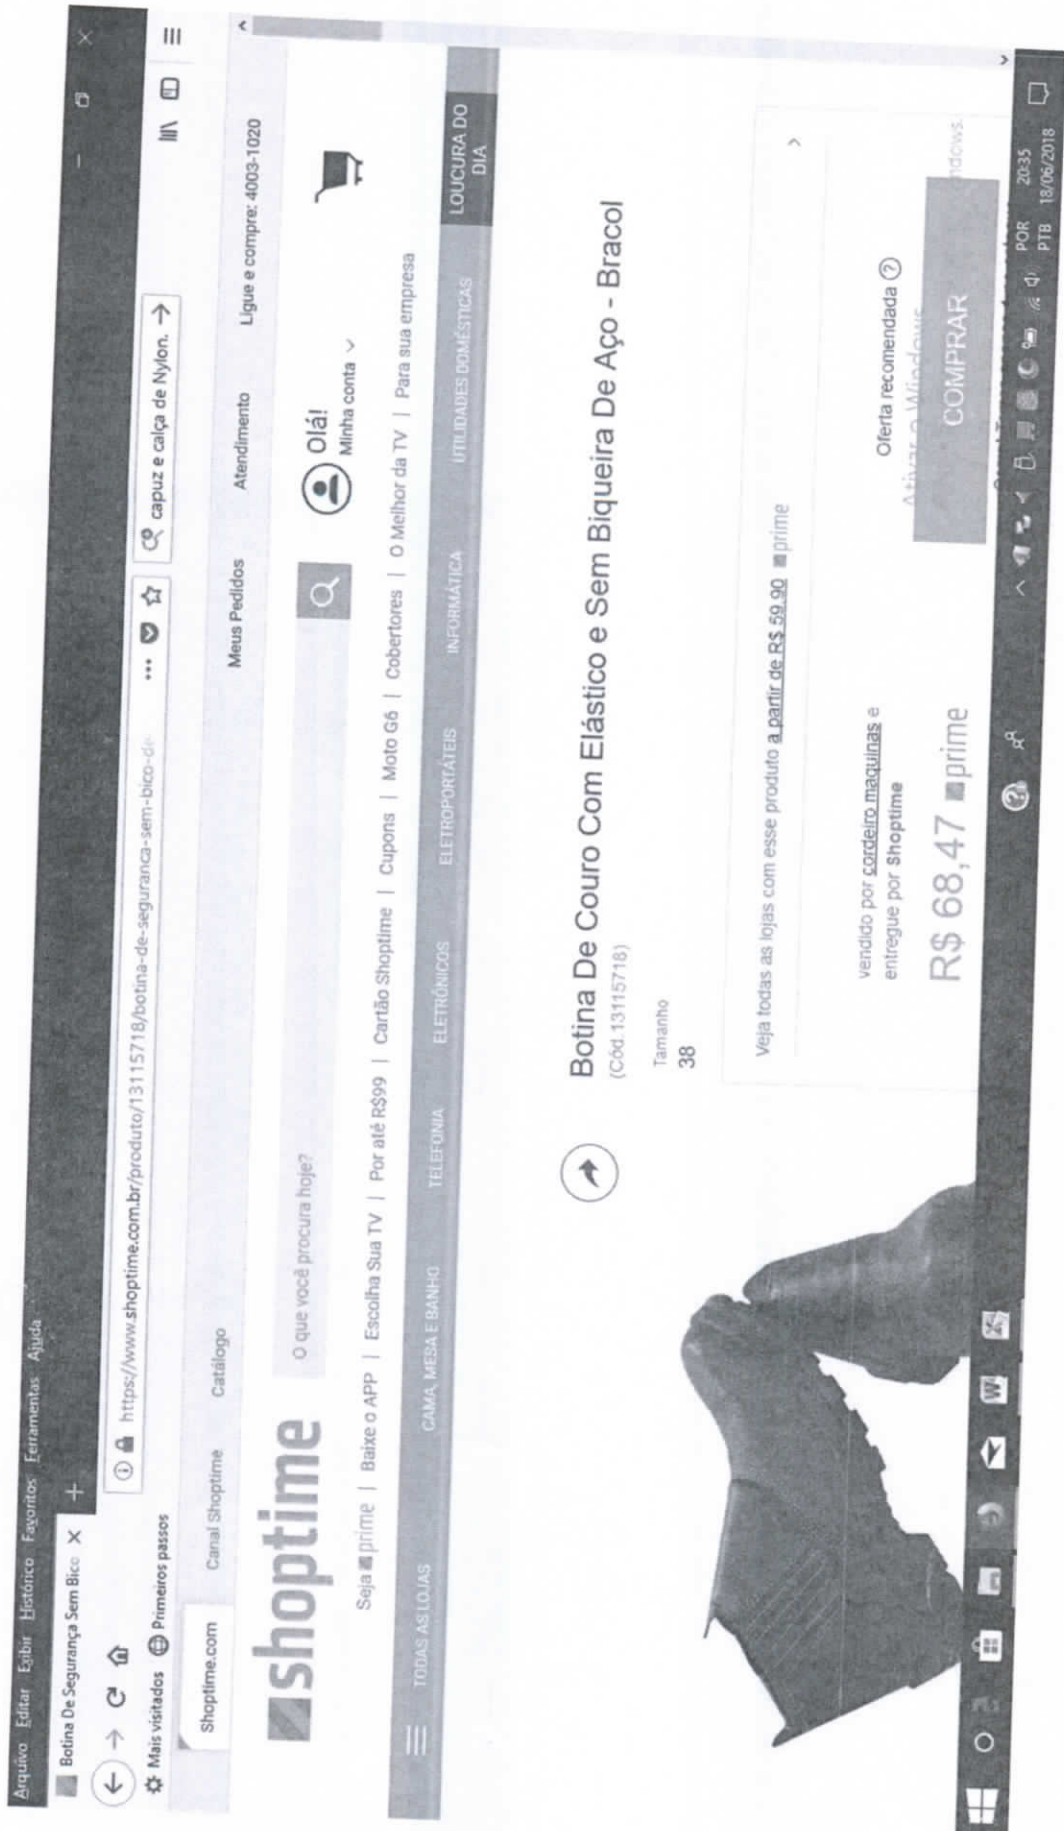 Arquivo Editar Exibir Histórico Favoritos Ferramentas Ajuda
Botina De Segurança Sem Bico
https://www.shoptime.com.br/produto/13115718/botina-de-seguranca-sem-bico-de
capuz e calça de Nylon.
Mais visitados Primeiros passos
Shoptime.com Canal Shoptime Catálogo Meus Pedidos Atendimento Ligue e compre: 4003-1020
shoptime
O que você procura hoje?
Olá!
Minha conta
Seja prime | Baixe o APP | Escolha Sua TV | Por até R$99 | Cartão Shoptime | Cupons | Moto G6 | Cobertores | O Melhor da TV | Para sua empresa
TODAS AS LOJAS CAMA, MESA E BANHO TELEFONIA ELETRÔNICOS ELETROPORTÁTEIS INFORMÁTICA UTILIDADES DOMÉSTICAS LOUCURA DO
DIA
Botina De Couro Com Elástico e Sem Biqueira De Aço - Bracol
(Cód.13115718)
Tamanho
38
Veja todas as lojas com esse produto a partir de R$ 59,90 prime
vendido por cordeiro maquinas e
entregue por Shoptime
Oferta recomendada
R$ 68,47 prime
Ativar o Windows
COMPRAR
POR
PTB
20:35
18/06/2018